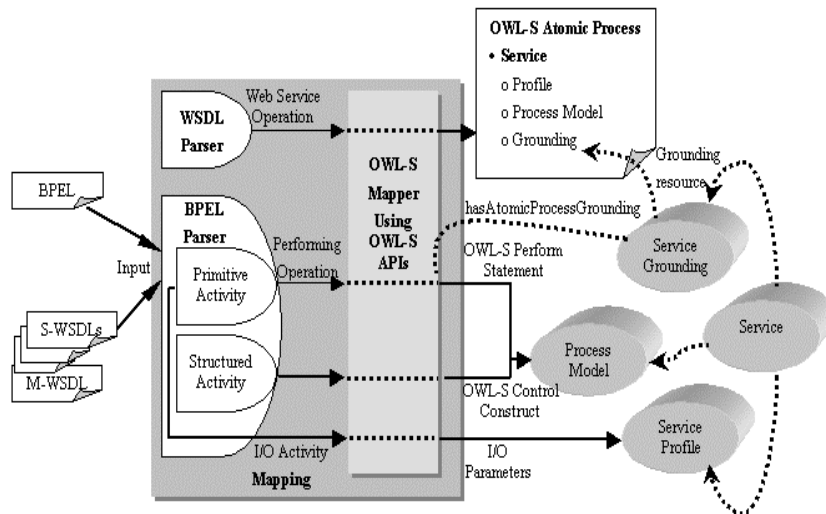 OWL-S Atomic Process
• Service
o Profile
o Process Model
o Grounding
Web Service
Operation
WSDL
Parser
OWL-S
Mapper
Using
OWL-S
APIs
Grounding
resource
hasAtomicProcessGrounding
BPEL
BPEL
Parser
Performing
Operation
Input
Primitive
Activity
OWL-S Perform
Statement
Service
Grounding
S-WSDLs
M-WSDL
Structured
Activity
Process
Model
Service
OWL-S Control
Construct
I/O Activity
I/O
Parameters
Service
Profile
Mapping